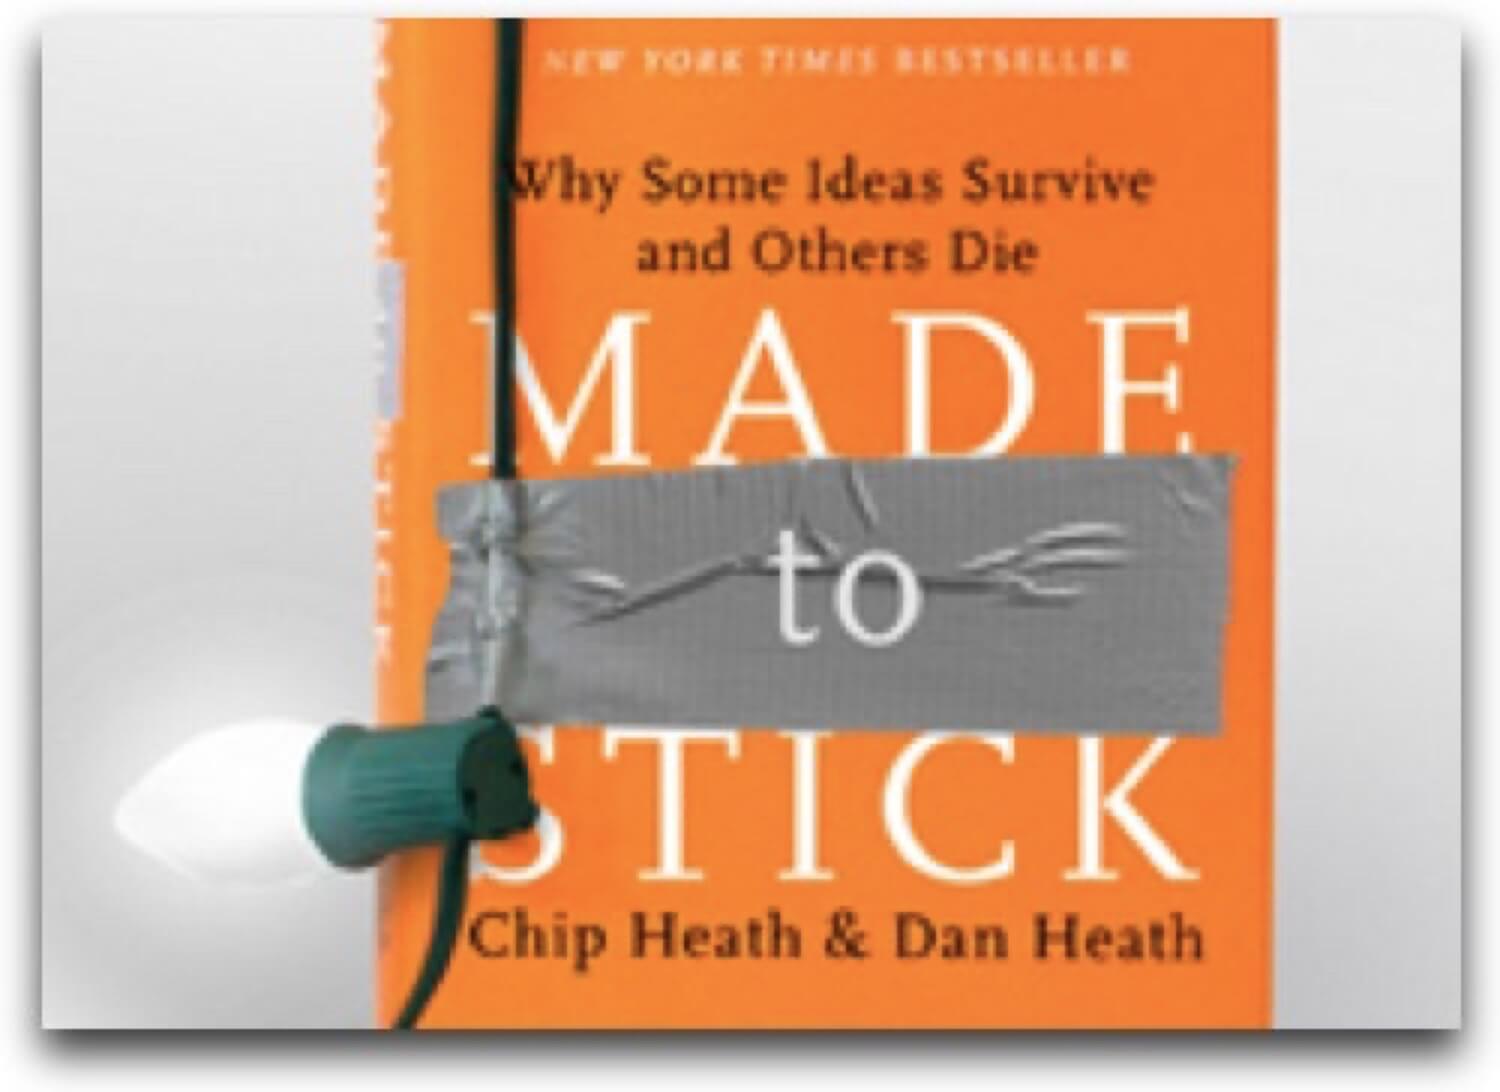 NEW YORK TIMES BESTSELLER
Why Some Ideas Survive
and Others Die
MADE
to
STICK
Chip Heath & Dan Heath